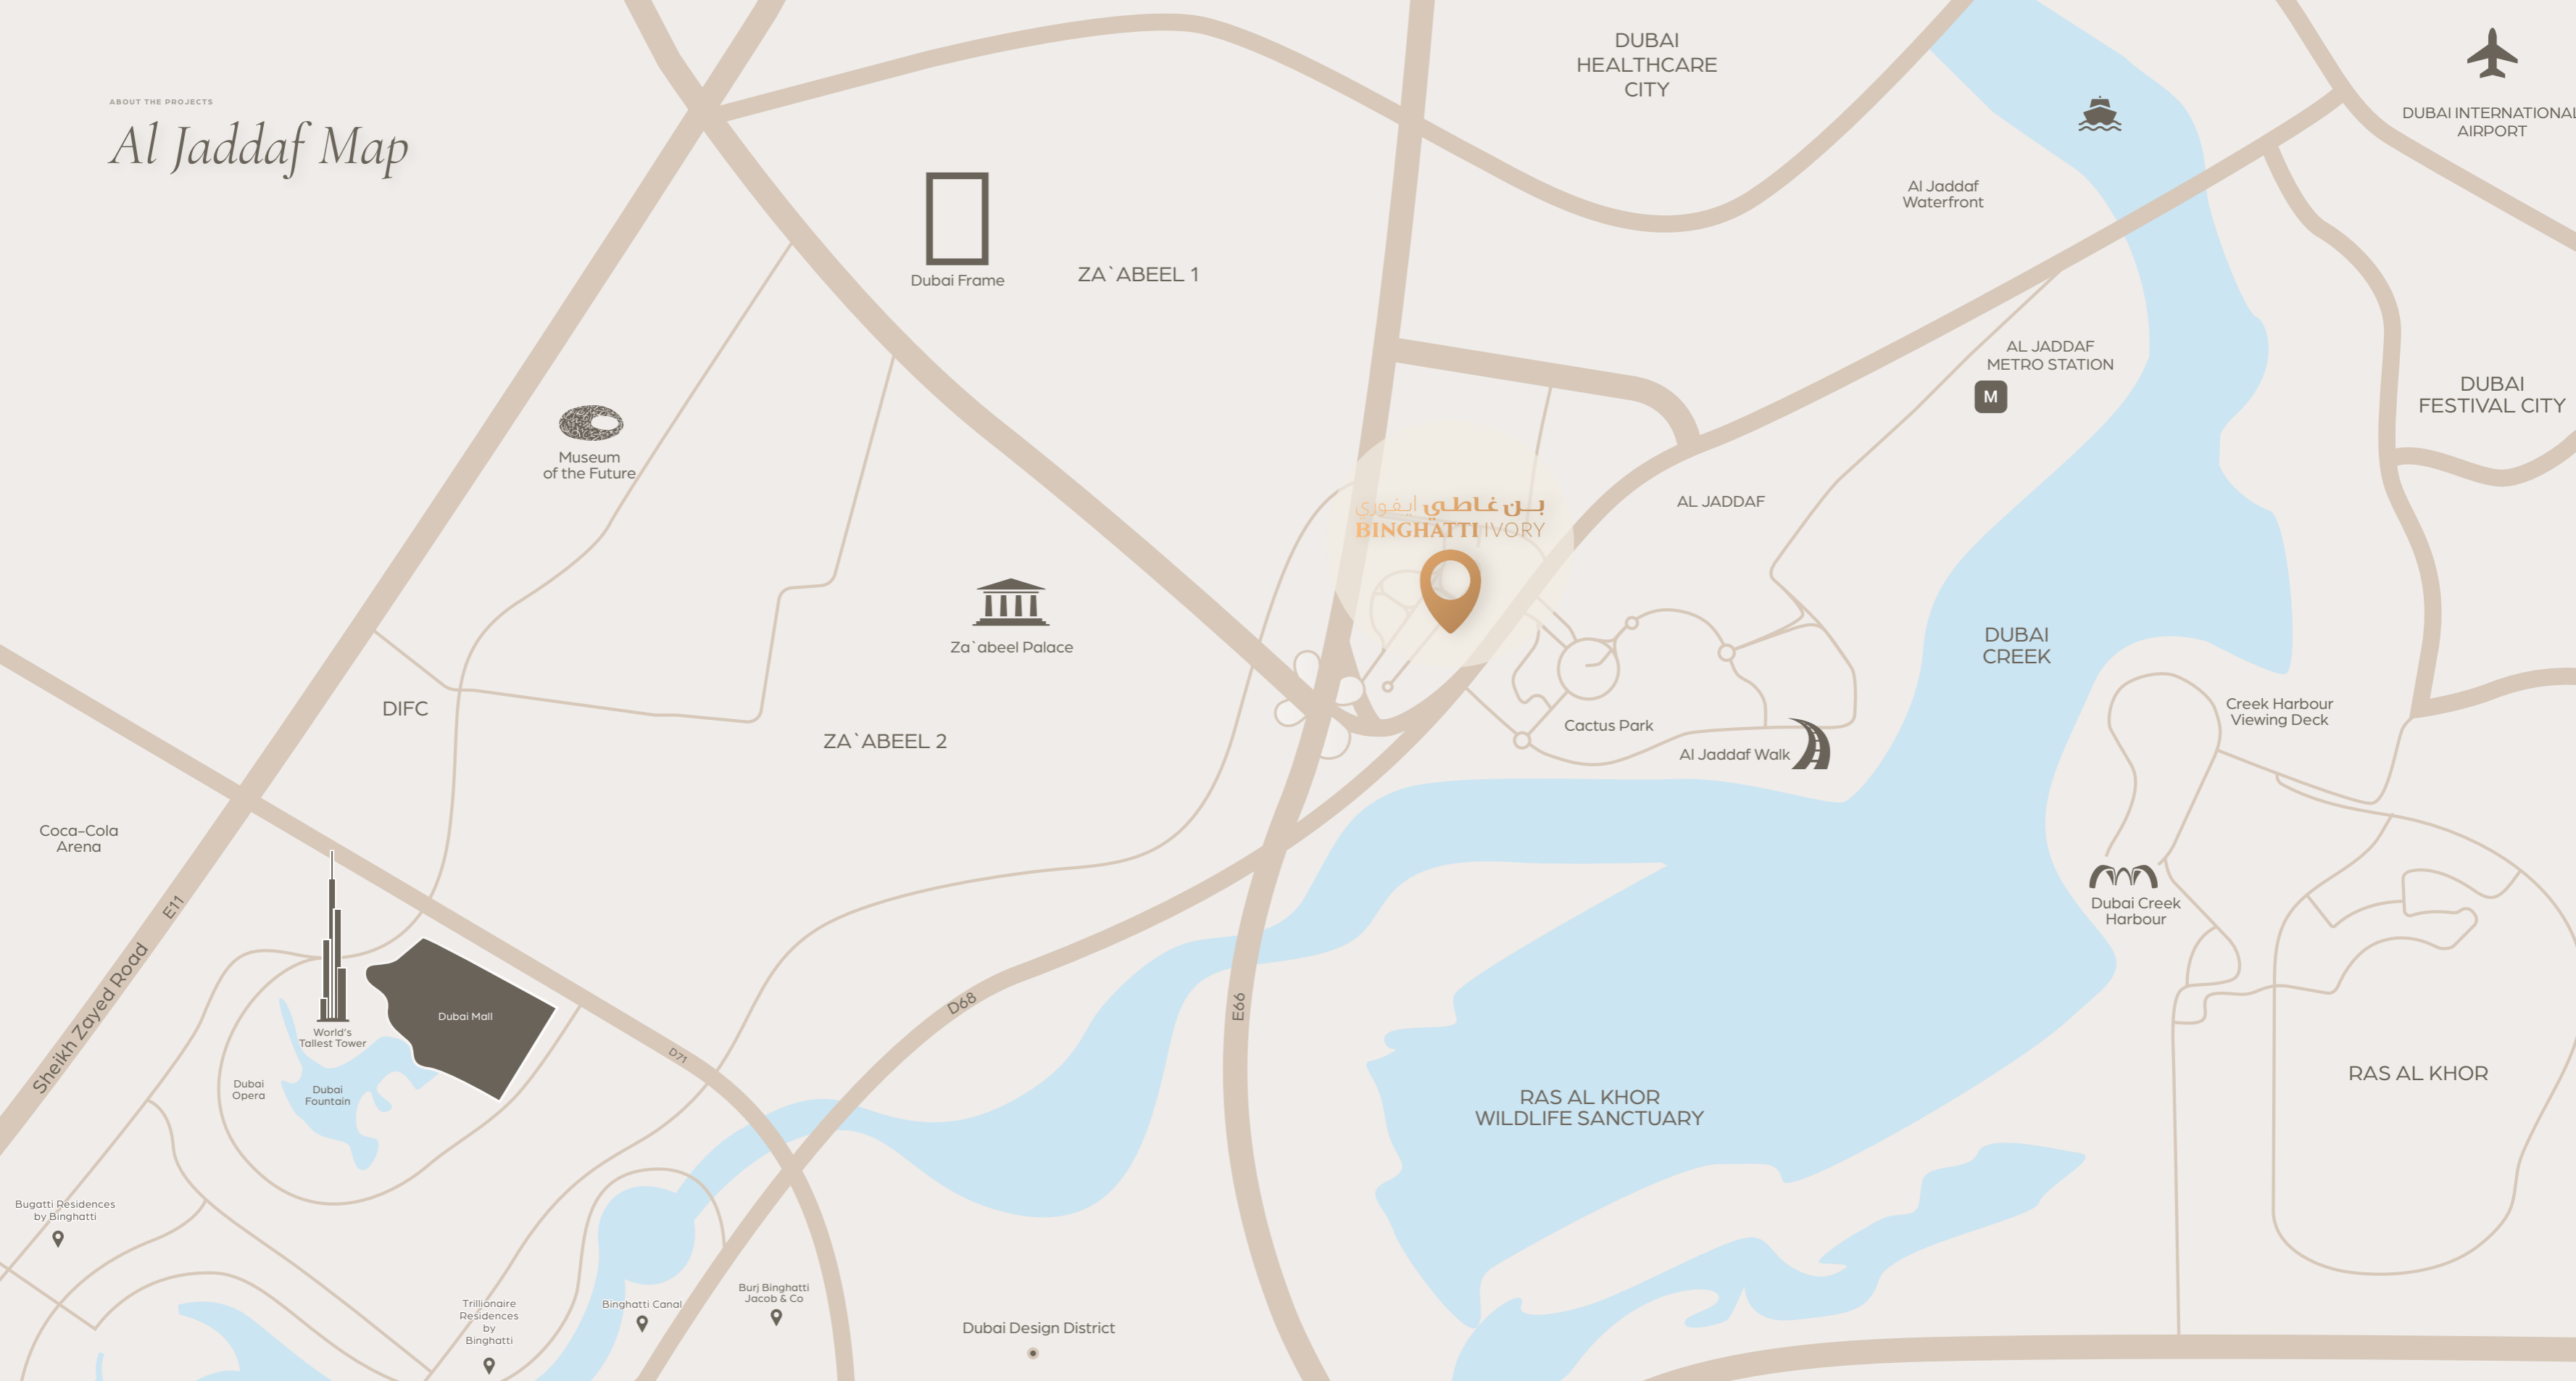 ABOUT THE PROJECTS
Al Jaddaf Map
DUBAI
HEALTHCARE
CITY
DUBAI INTERNATIONAL
AIRPORT
Al Jaddaf
Waterfront
Dubai Frame
ZA`ABEEL 1
AL JADDAF
METRO STATION
M
DUBAI
FESTIVAL CITY
Museum
of the Future
بن غاطي ايفوري
BINGHATTI IVORY
AL JADDAF
Za`abeel Palace
DUBAI
CREEK
DIFC
ZA`ABEEL 2
Cactus Park
Al Jaddaf Walk
Creek Harbour
Viewing Deck
Coca-Cola
Arena
E11
Sheikh Zayed Road
Dubai Creek
Harbour
Dubai Mall
World's
Tallest Tower
D68
E66
D71
Dubai
Opera
Dubai
Fountain
RAS AL KHOR
WILDLIFE SANCTUARY
RAS AL KHOR
Bugatti Residences
by Binghatti
Trillionaire
Residences
by
Binghatti
Binghatti Canal
Burj Binghatti
Jacob & Co
Dubai Design District